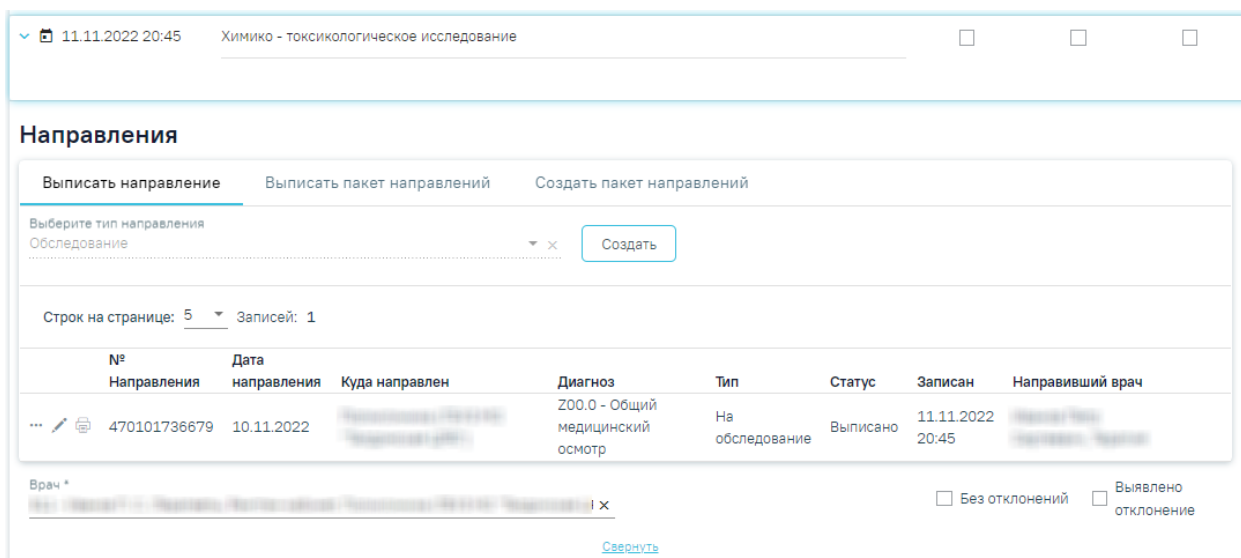 11.11.2022 20:45 Химико - токсикологическое исследование
Направления
Выписать направление Выписать пакет направлений Создать пакет направлений
Выберите тип направления
Обследование
Создать
Строк на странице: 5 Записей: 1
№ Направления Дата направления Куда направлен Диагноз Тип Статус Записан Направивший врач
470101736679 10.11.2022 Z00.0 - Общий медицинский осмотр На обследование Выписано 11.11.2022 20:45
Врач *
Без отклонений Выявлено отклонение
Свернуть